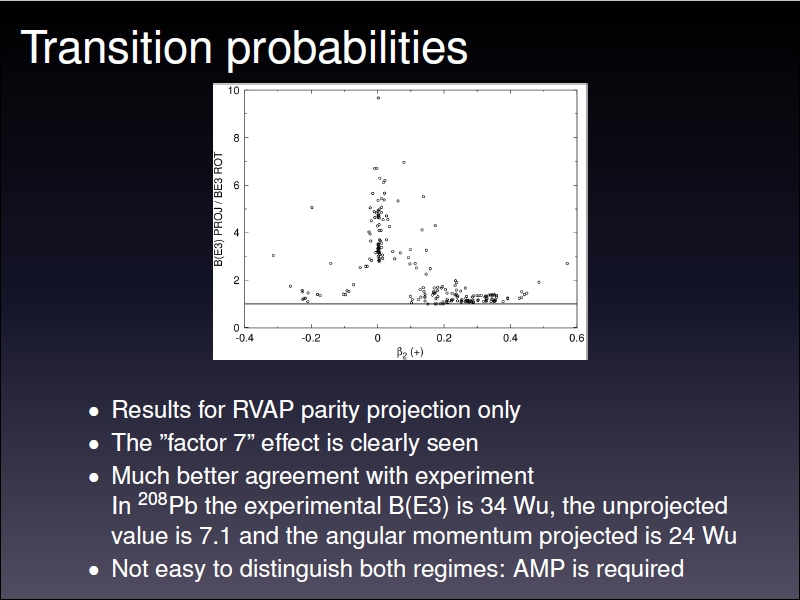 Transition probabilities
10
8
6
4
2
0
B(E3) PROJ / BE3 ROT
-0.4 -0.2 0 0.2 0.4 0.6
β2 (+)
• Results for RVAP parity projection only
• The ”factor 7” effect is clearly seen
• Much better agreement with experiment
In 208Pb the experimental B(E3) is 34 Wu, the unprojected
value is 7.1 and the angular momentum projected is 24 Wu
• Not easy to distinguish both regimes: AMP is required